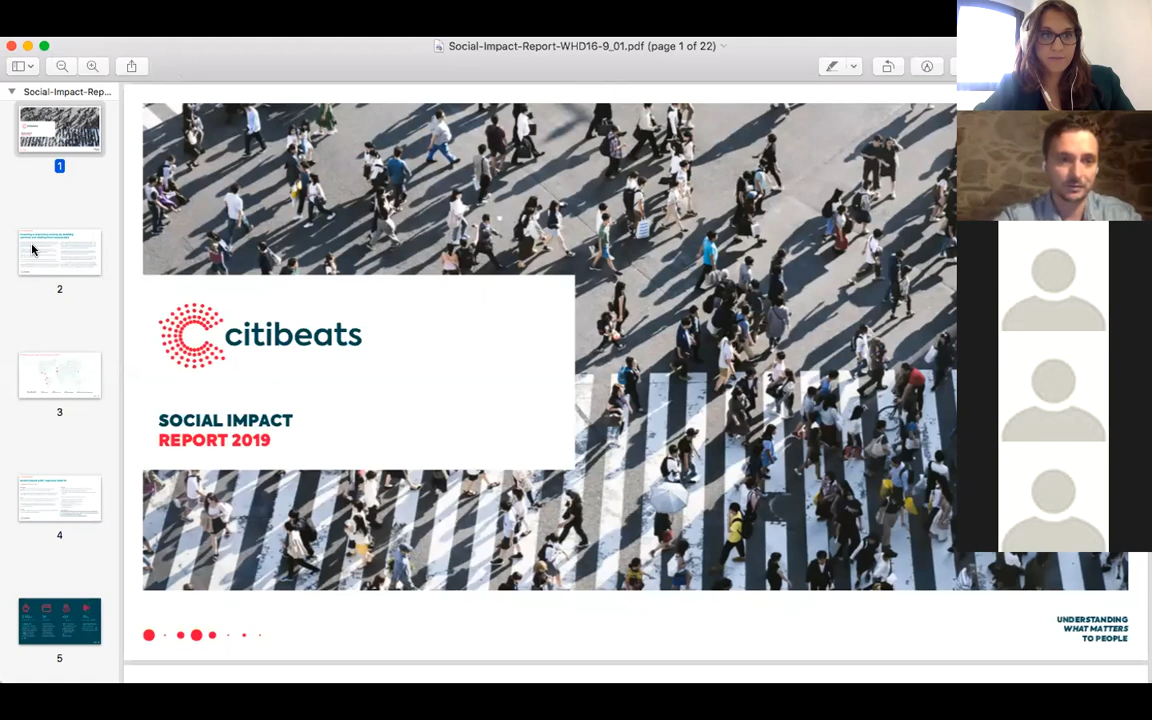 Social-Impact-Report-WHD16-9_01.pdf (page 1 of 22)
Social-Impact-Rep...
1
2
3
4
5
citibeats
SOCIAL IMPACT
REPORT 2019
UNDERSTANDING
WHAT MATTERS
TO PEOPLE